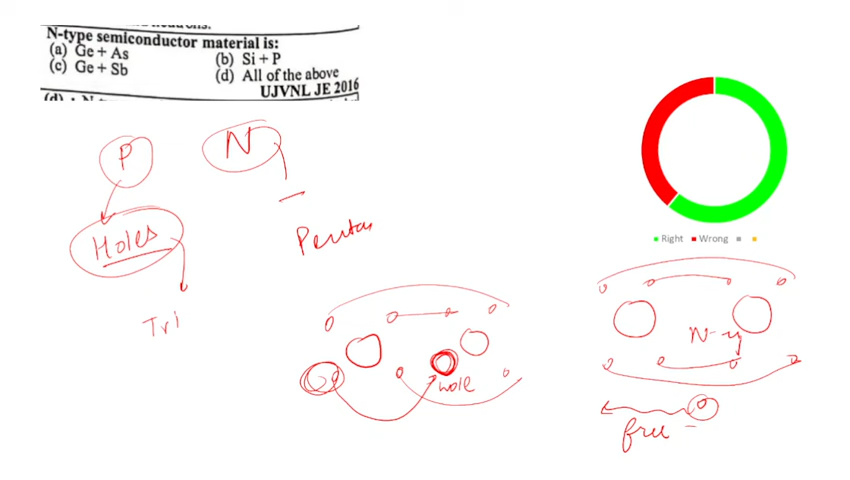 N-type semiconductor material is:
(a) Ge + As
(b) Si + P
(c) Ge + Sb
(d) All of the above
UJVNL JE 2016
P
N
Holes
Penta
Tri
Right
Wrong
hole
free